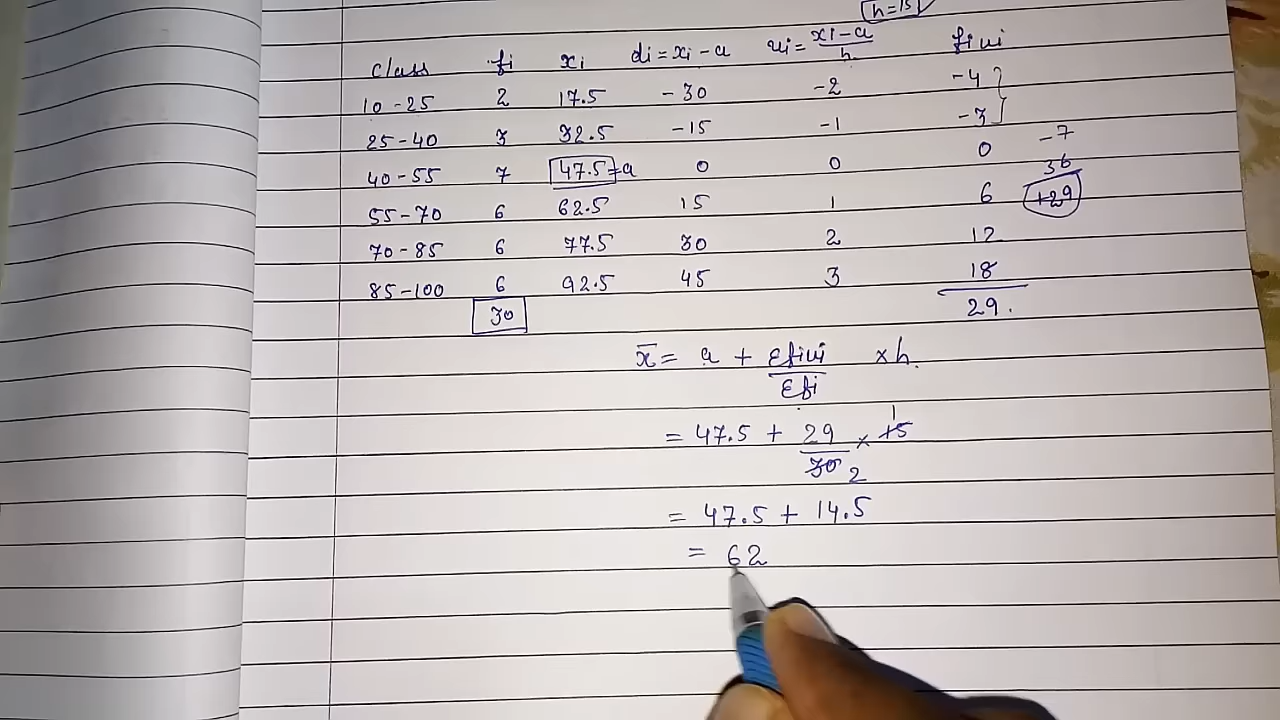 h=15
class fi xi di=xi-a ui=xi-a/h fiui
10-25 2 17.5 -30 -2 -4
25-40 3 32.5 -15 -1 -3
-7
40-55 7 47.5=a 0 0 0
36
55-70 6 62.5 15 1 6 +29
70-85 6 77.5 30 2 12
85-100 6 92.5 45 3 18
30 29.
x̄ = a + Σfiui/Σfi ×h.
= 47.5 + 29/30 2 × 15 1
= 47.5 + 14.5
= 62